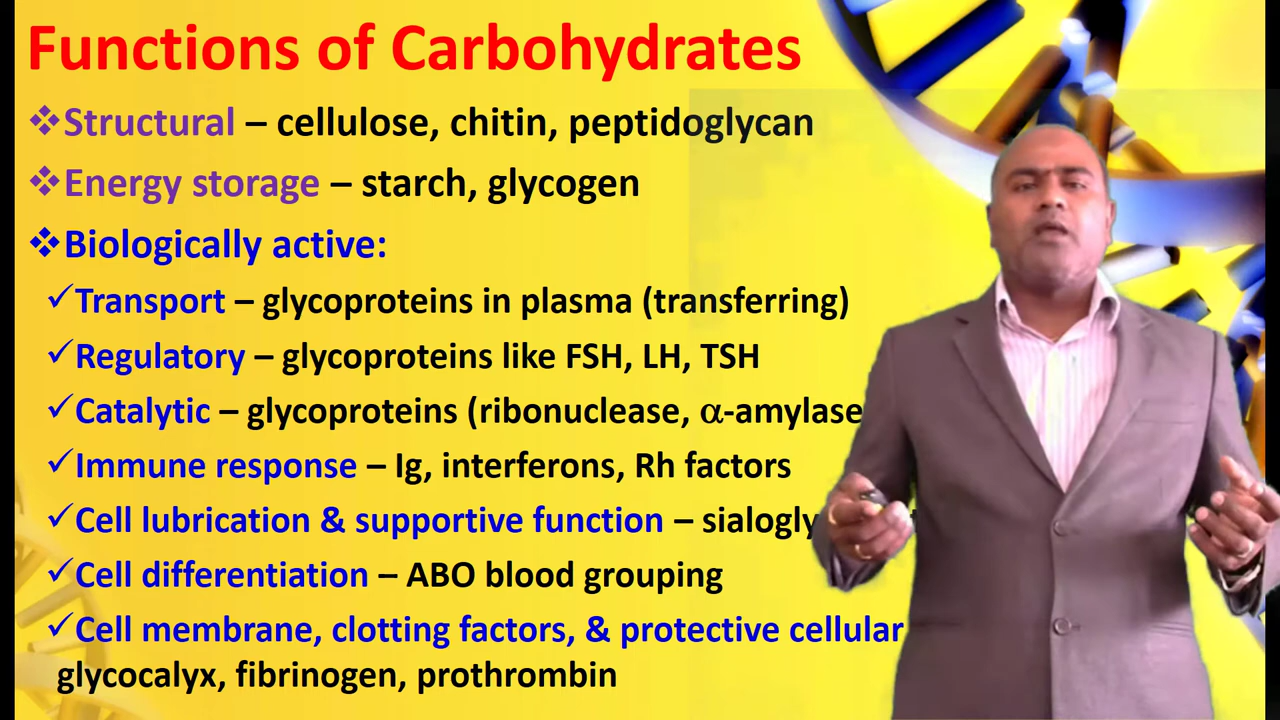 Functions of Carbohydrates
❖Structural – cellulose, chitin, peptidoglycan
❖Energy storage – starch, glycogen
❖Biologically active:
✓Transport – glycoproteins in plasma (transferring)
✓Regulatory – glycoproteins like FSH, LH, TSH
✓Catalytic – glycoproteins (ribonuclease, α-amylase
✓Immune response – Ig, interferons, Rh factors
✓Cell lubrication & supportive function –
✓Cell differentiation – ABO blood grouping
✓Cell membrane, clotting factors, & protective cellular
glycocalyx, fibrinogen, prothrombin